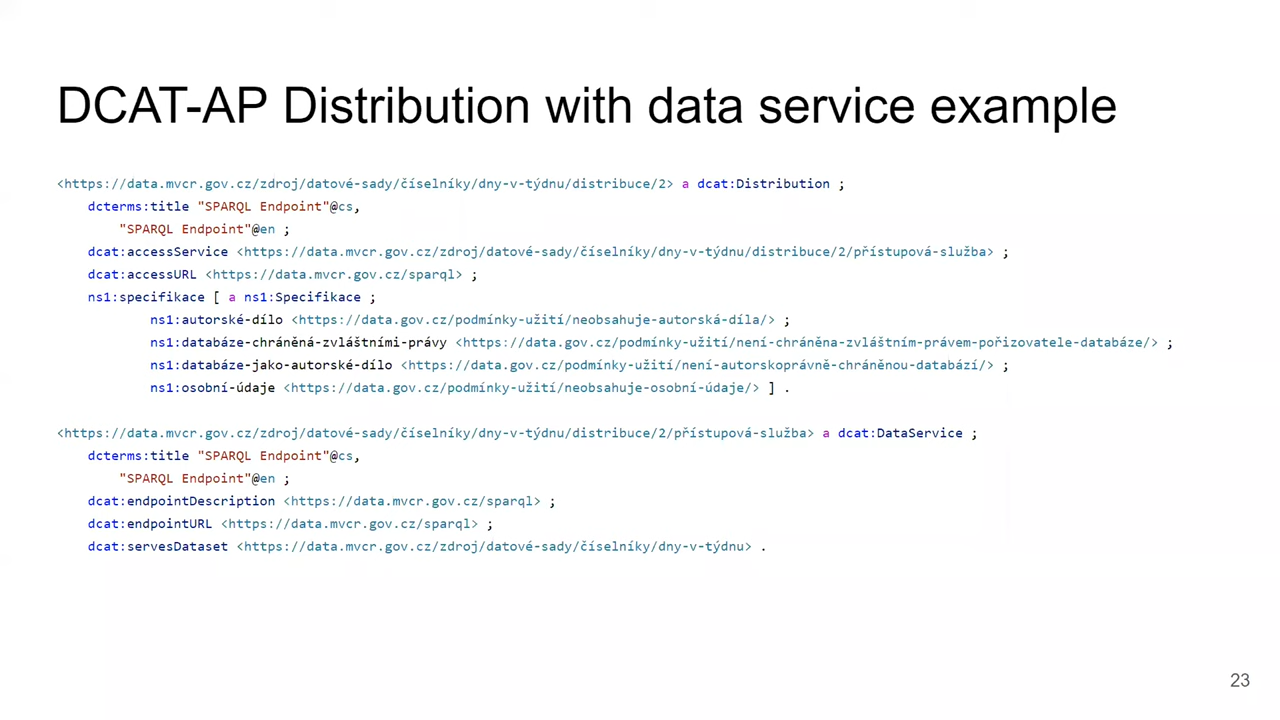 DCAT-AP Distribution with data service example
<https://data.mvcr.gov.cz/zdroj/datové-sady/číselníky/dny-v-týdnu/distribuce/2> a dcat:Distribution ;
dcterms:title "SPARQL Endpoint"@cs,
"SPARQL Endpoint"@en ;
dcat:accessService <https://data.mvcr.gov.cz/zdroj/datové-sady/číselníky/dny-v-týdnu/distribuce/2/přístupová-služba> ;
dcat:accessURL <https://data.mvcr.gov.cz/sparql> ;
ns1:specifikace [ a ns1:Specifikace ;
ns1:autorské-dílo <https://data.gov.cz/podmínky-užití/neobsahuje-autorská-díla/> ;
ns1:databáze-chráněná-zvláštními-právy <https://data.gov.cz/podmínky-užití/není-chráněna-zvláštním-právem-pořizovatele-databáze/> ;
ns1:databáze-jako-autorské-dílo <https://data.gov.cz/podmínky-užití/není-autorskoprávně-chráněnou-databází/> ;
ns1:osobní-údaje <https://data.gov.cz/podmínky-užití/neobsahuje-osobní-údaje/> ] .
<https://data.mvcr.gov.cz/zdroj/datové-sady/číselníky/dny-v-týdnu/distribuce/2/přístupová-služba> a dcat:DataService ;
dcterms:title "SPARQL Endpoint"@cs,
"SPARQL Endpoint"@en ;
dcat:endpointDescription <https://data.mvcr.gov.cz/sparql> ;
dcat:endpointURL <https://data.mvcr.gov.cz/sparql> ;
dcat:servesDataset <https://data.mvcr.gov.cz/zdroj/datové-sady/číselníky/dny-v-týdnu> .
23